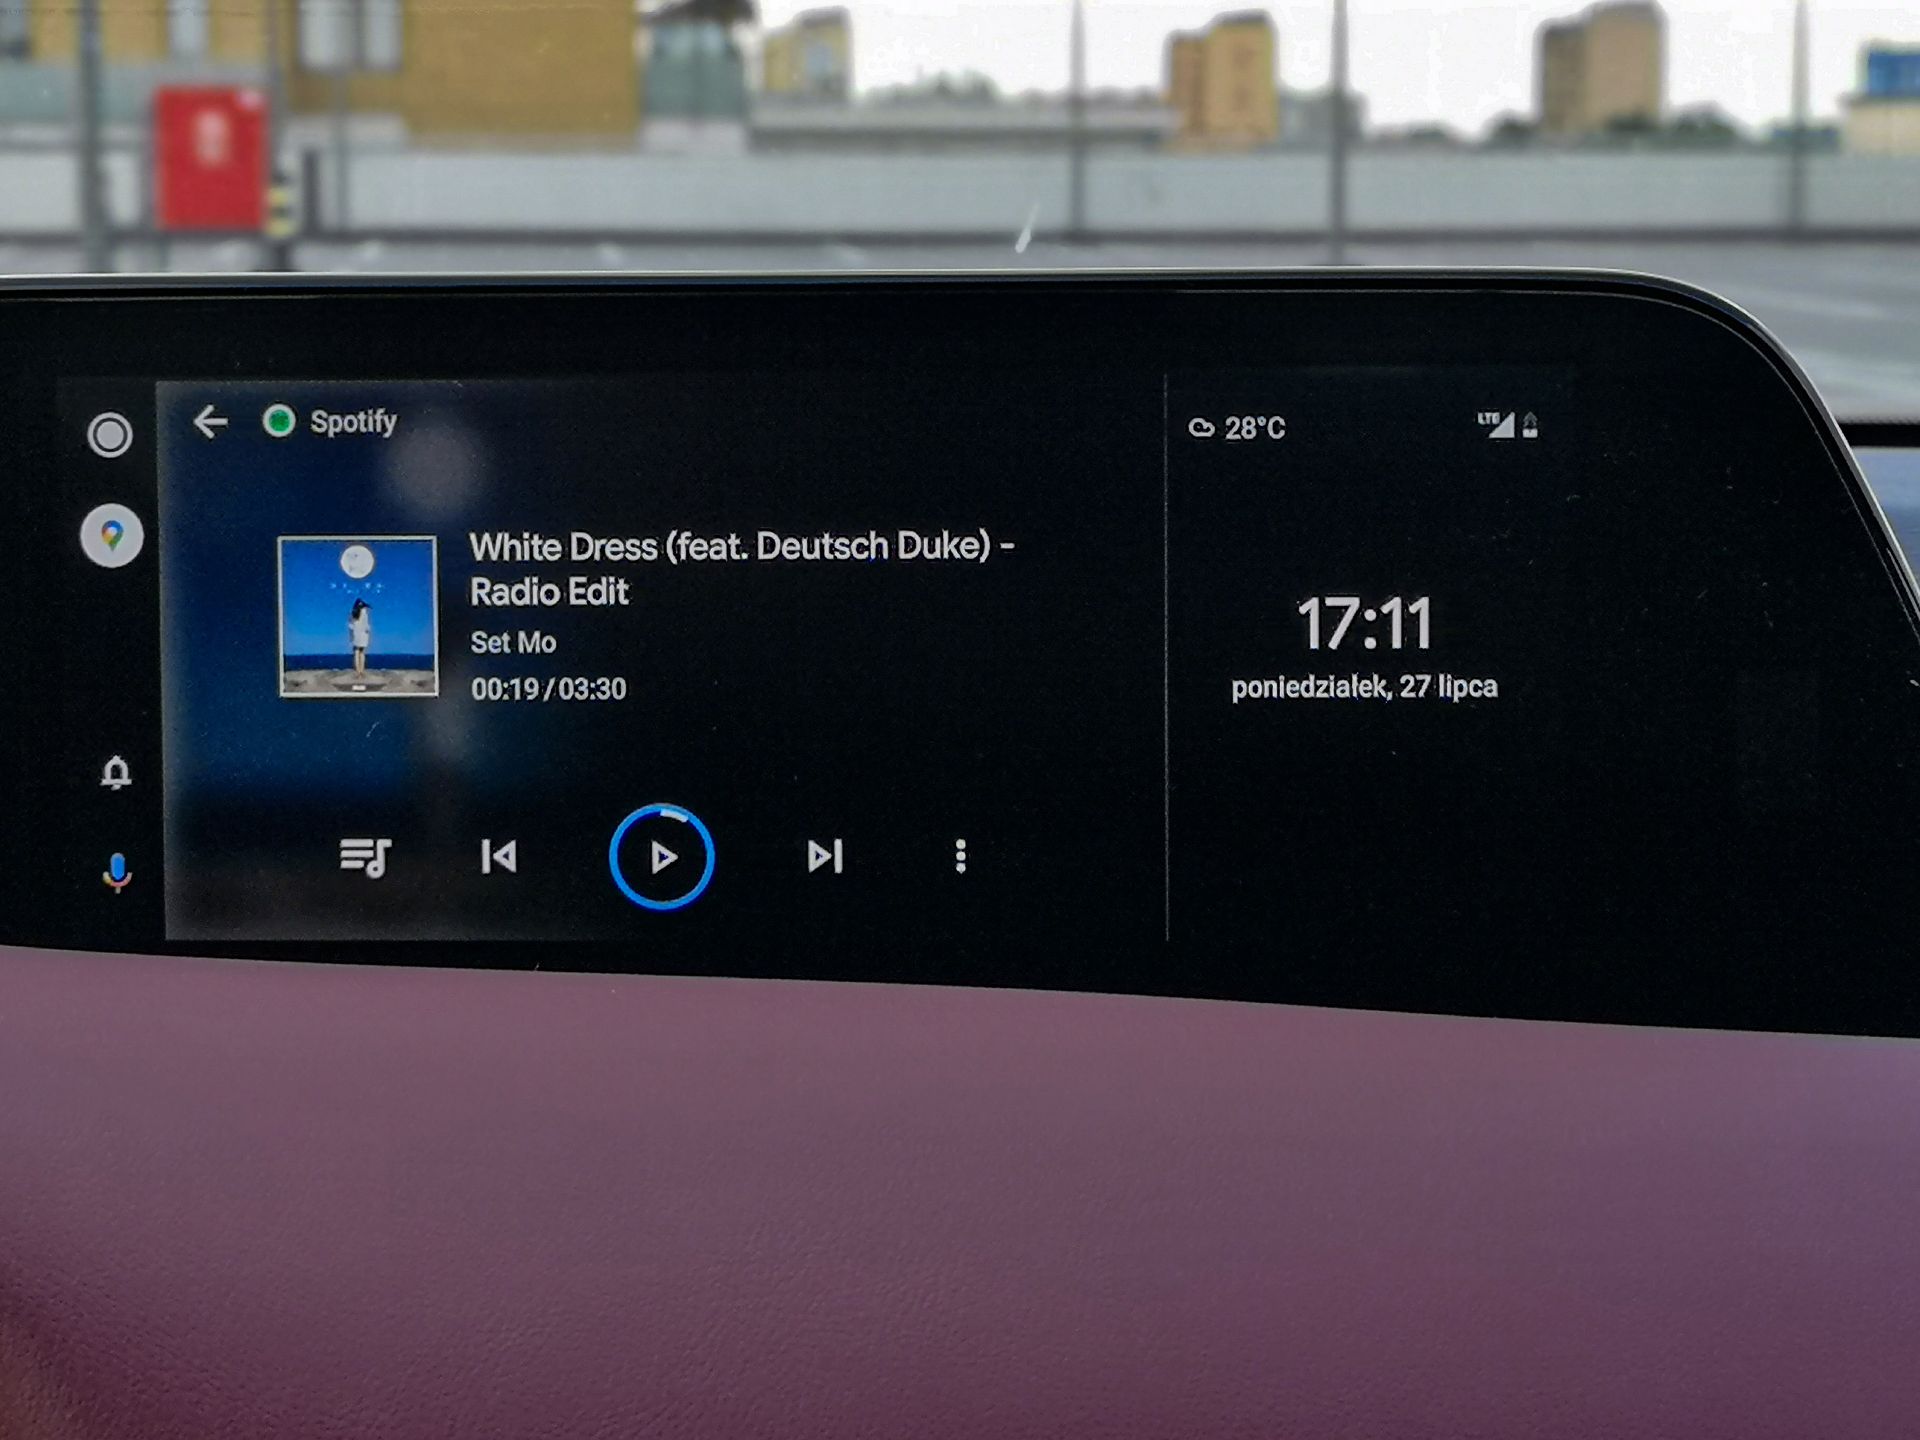 Spotify
28°C
LTE
White Dress (feat. Deutsch Duke) -
Radio Edit
Set Mo
00:19/03:30
17:11
poniedziałek, 27 lipca